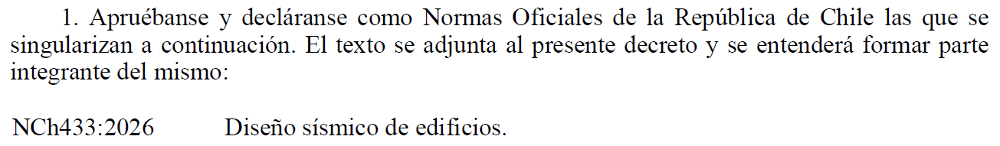 1. Apruébanse y decláranse como Normas Oficiales de la República de Chile las que se
singularizan a continuación. El texto se adjunta al presente decreto y se entenderá formar parte
integrante del mismo:
NCh433:2026 Diseño sísmico de edificios.